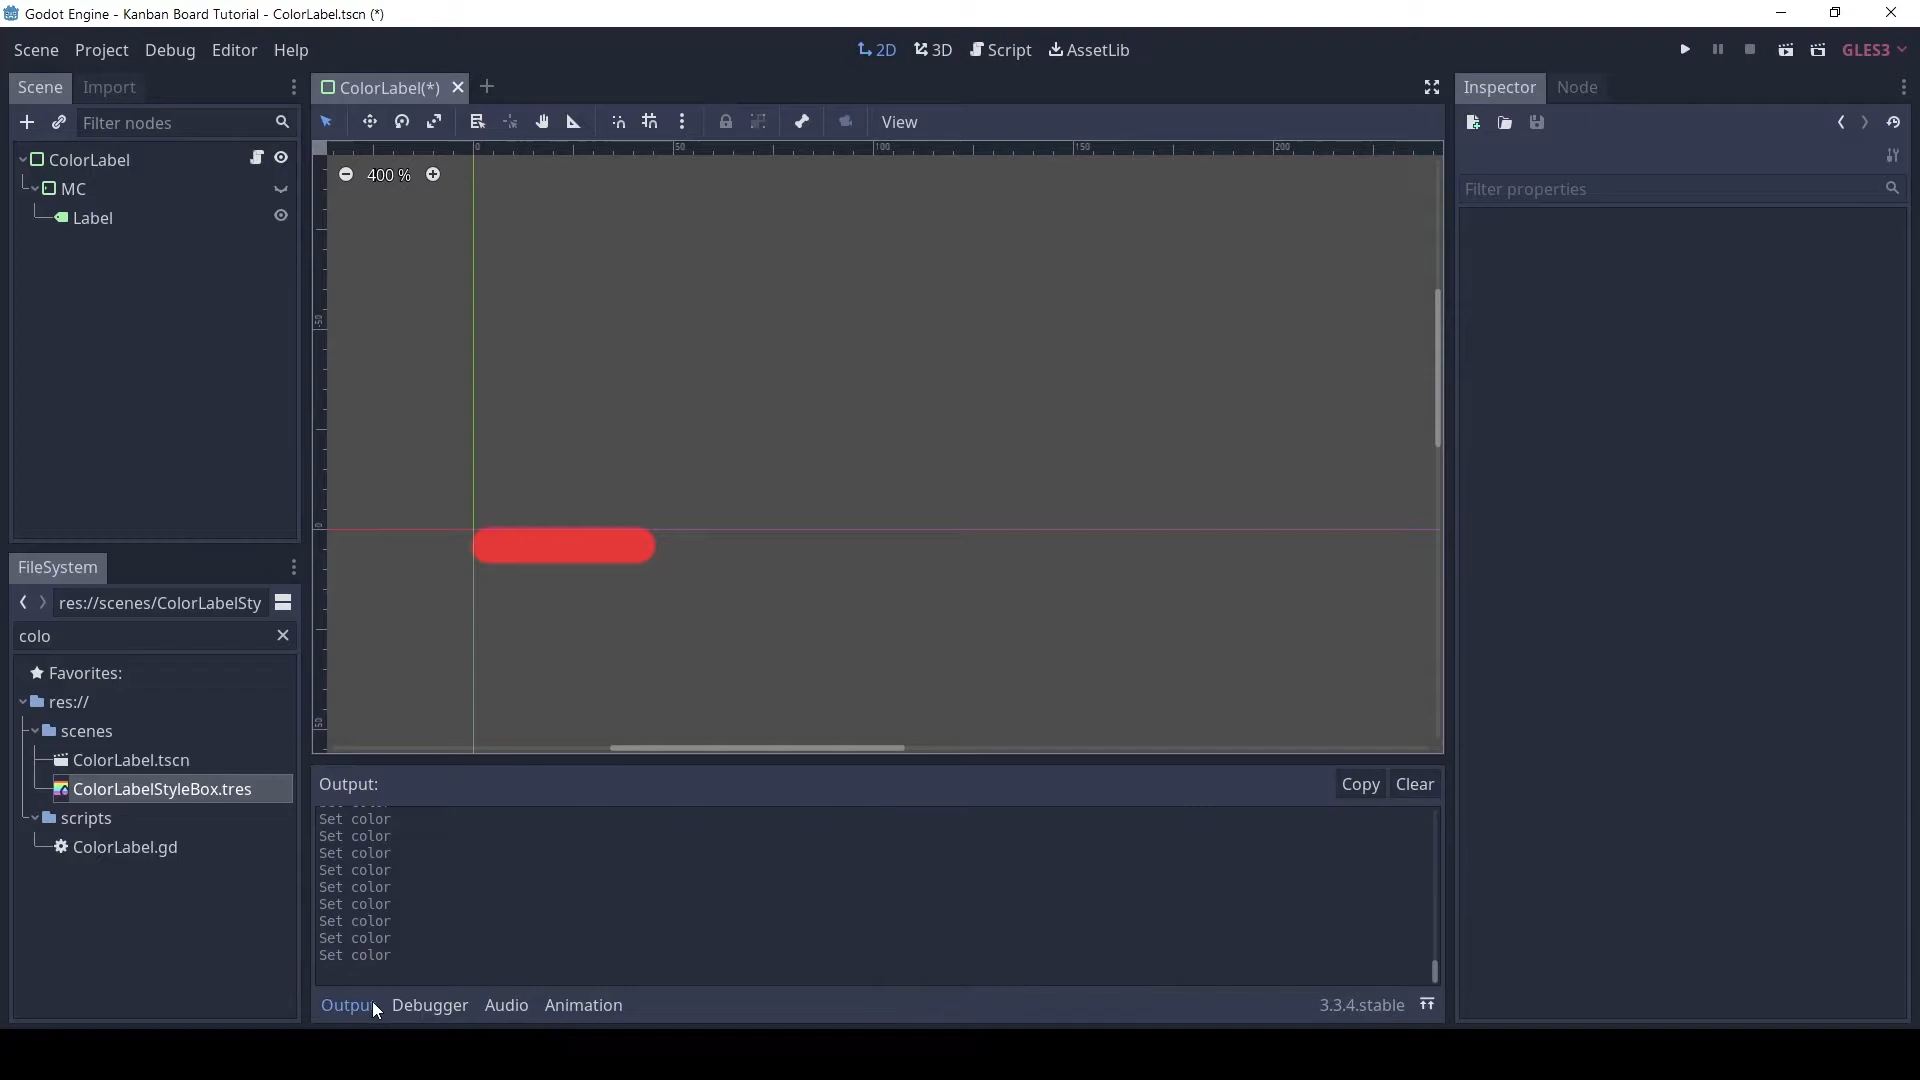 Godot Engine - Kanban Board Tutorial - ColorLabel.tscn (*)
Scene Project Debug Editor Help
2D 3D Script AssetLib
GLES3
Scene Import
ColorLabel(*)
Inspector Node
Filter nodes
View
Filter properties
ColorLabel
MC
Label
0 50 100 150 200
400 %
50
0
50
FileSystem
res://scenes/ColorLabelSty
colo
Favorites:
res://
scenes
ColorLabel.tscn
ColorLabelStyleBox.tres
scripts
ColorLabel.gd
Output:
Copy Clear
Set color
Set color
Set color
Set color
Set color
Set color
Set color
Set color
Set color
Output Debugger Audio Animation
3.3.4.stable